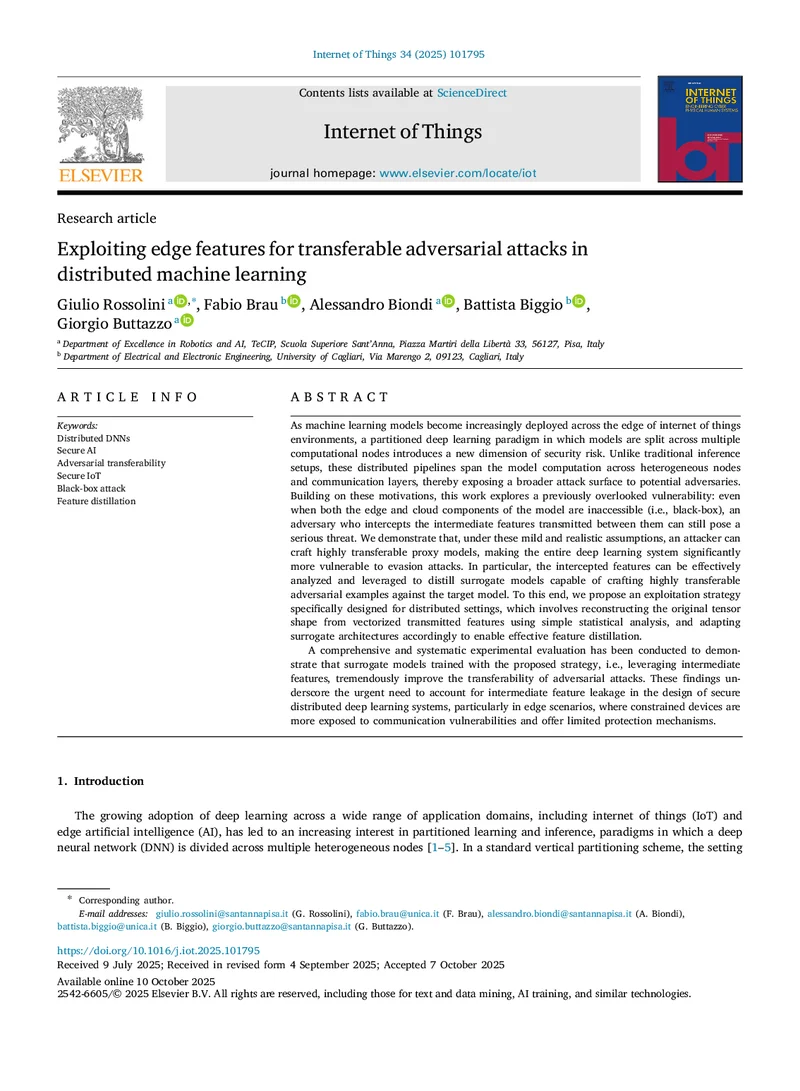 Internet of Things 34 (2025) 101795
Contents lists available at ScienceDirect
Internet of Things
journal homepage: www.elsevier.com/locate/iot
ELSEVIER
INTERNET
OF THINGS
IoT
Research article
Exploiting edge features for transferable adversarial attacks in
distributed machine learning
Giulio Rossolini a,*, Fabio Brau b, Alessandro Biondi a, Battista Biggio b,
Giorgio Buttazzo a
a Department of Excellence in Robotics and AI, TeCIP, Scuola Superiore Sant'Anna, Piazza Martiri della Libertà 33, 56127, Pisa, Italy
b Department of Electrical and Electronic Engineering, University of Cagliari, Via Marengo 2, 09123, Cagliari, Italy
ARTICLE INFO
Keywords:
Distributed DNNs
Secure AI
Adversarial transferability
Secure IoT
Black-box attack
Feature distillation
ABSTRACT
As machine learning models become increasingly deployed across the edge of internet of things
environments, a partitioned deep learning paradigm in which models are split across multiple
computational nodes introduces a new dimension of security risk. Unlike traditional inference
setups, these distributed pipelines span the model computation across heterogeneous nodes
and communication layers, thereby exposing a broader attack surface to potential adversaries.
Building on these motivations, this work explores a previously overlooked vulnerability: even
when both the edge and cloud components of the model are inaccessible (i.e., black-box), an
adversary who intercepts the intermediate features transmitted between them can still pose a
serious threat. We demonstrate that, under these mild and realistic assumptions, an attacker can
craft highly transferable proxy models, making the entire deep learning system significantly
more vulnerable to evasion attacks. In particular, the intercepted features can be effectively
analyzed and leveraged to distill surrogate models capable of crafting highly transferable
adversarial examples against the target model. To this end, we propose an exploitation strategy
specifically designed for distributed settings, which involves reconstructing the original tensor
shape from vectorized transmitted features using simple statistical analysis, and adapting
surrogate architectures accordingly to enable effective feature distillation.
A comprehensive and systematic experimental evaluation has been conducted to demon-
strate that surrogate models trained with the proposed strategy, i.e., leveraging intermediate
features, tremendously improve the transferability of adversarial attacks. These findings un-
derscore the urgent need to account for intermediate feature leakage in the design of secure
distributed deep learning systems, particularly in edge scenarios, where constrained devices are
more exposed to communication vulnerabilities and offer limited protection mechanisms.
1. Introduction
The growing adoption of deep learning across a wide range of application domains, including internet of things (IoT) and
edge artificial intelligence (AI), has led to an increasing interest in partitioned learning and inference, paradigms in which a deep
neural network (DNN) is divided across multiple heterogeneous nodes [1–5]. In a standard vertical partitioning scheme, the setting
* Corresponding author.
E-mail addresses: giulio.rossolini@santannapisa.it (G. Rossolini), fabio.brau@unica.it (F. Brau), alessandro.biondi@santannapisa.it (A. Biondi),
battista.biggio@unica.it (B. Biggio), giorgio.buttazzo@santannapisa.it (G. Buttazzo).
https://doi.org/10.1016/j.iot.2025.101795
Received 9 July 2025; Received in revised form 4 September 2025; Accepted 7 October 2025
Available online 10 October 2025
2542-6605/© 2025 Elsevier B.V. All rights are reserved, including those for text and data mining, AI training, and similar technologies.